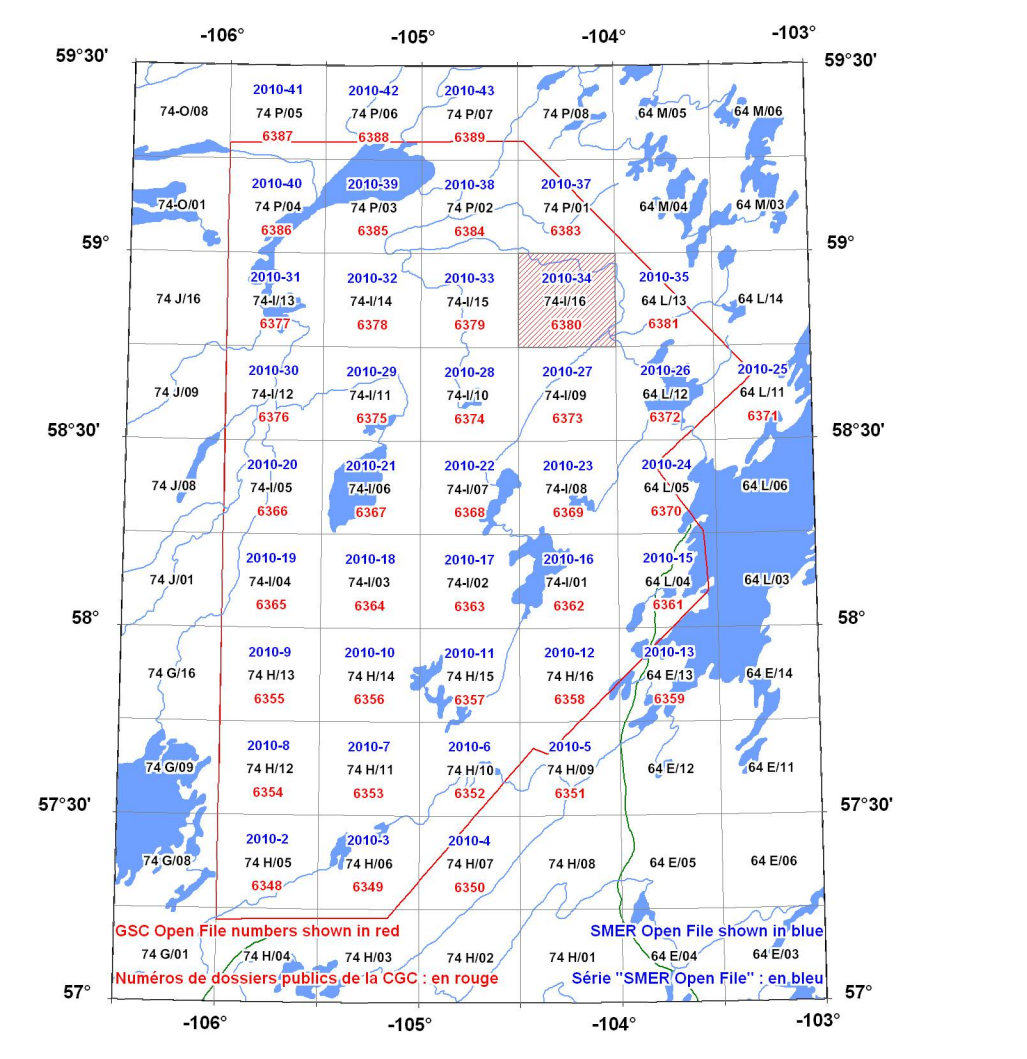 -106° -105° -104° -103°
59°30' 59°30'
2010-41 2010-42 2010-43
74-O/08 74 P/05 74 P/06 74 P/07 74 P/08 64 M/05 64 M/06
6387 6388 6389
2010-40 2010-39 2010-38 2010-37
74-O/01 74 P/04 74 P/03 74 P/02 74 P/01 64 M/04 64 M/03
6386 6385 6384 6383
59° 59°
2010-31 2010-32 2010-33 2010-34 2010-35
74 J/16 74-I/13 74-I/14 74-I/15 74-I/16 64 L/13 64 L/14
6377 6378 6379 6380 6381
2010-30 2010-29 2010-28 2010-27 2010-26 2010-25
74 J/09 74-I/12 74-I/11 74-I/10 74-I/09 64 L/12 64 L/11
6376 6375 6374 6373 6372 6371
58°30' 58°30'
2010-20 2010-21 2010-22 2010-23 2010-24
74 J/08 74-I/05 74-I/06 74-I/07 74-I/08 64 L/05 64 L/06
6366 6367 6368 6369 6370
2010-19 2010-18 2010-17 2010-16 2010-15
74 J/01 74-I/04 74-I/03 74-I/02 74-I/01 64 L/04 64 L/03
6365 6364 6363 6362 6361
58° 58°
2010-9 2010-10 2010-11 2010-12 2010-13
74 G/16 74 H/13 74 H/14 74 H/15 74 H/16 64 E/13 64 E/14
6355 6356 6357 6358 6359
2010-8 2010-7 2010-6 2010-5
74 G/09 74 H/12 74 H/11 74 H/10 74 H/09 64 E/12 64 E/11
6354 6353 6352 6351
57°30' 57°30'
2010-2 2010-3 2010-4
74 G/08 74 H/05 74 H/06 74 H/07 74 H/08 64 E/05 64 E/06
6348 6349 6350
GSC Open File numbers shown in red SMER Open File shown in blue
74 G/01 74 H/04 74 H/03 74 H/02 74 H/01 64 E/04 64 E/03
Numéros de dossiers publics de la CGC : en rouge Série "SMER Open File" : en bleu
57° 57°
-106° -105° -104° -103°